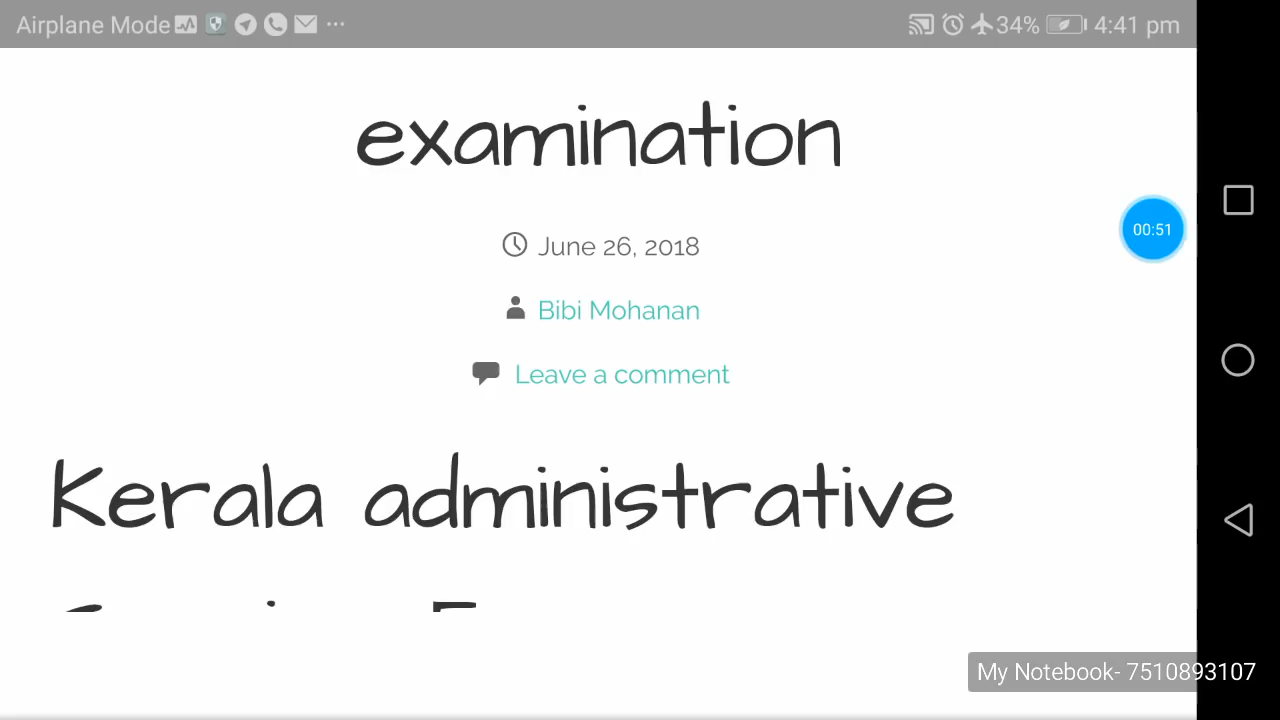 Airplane Mode 34% 4:41 pm
examination
June 26, 2018
00:51
Bibi Mohanan
Leave a comment
Kerala administrative
My Notebook- 7510893107